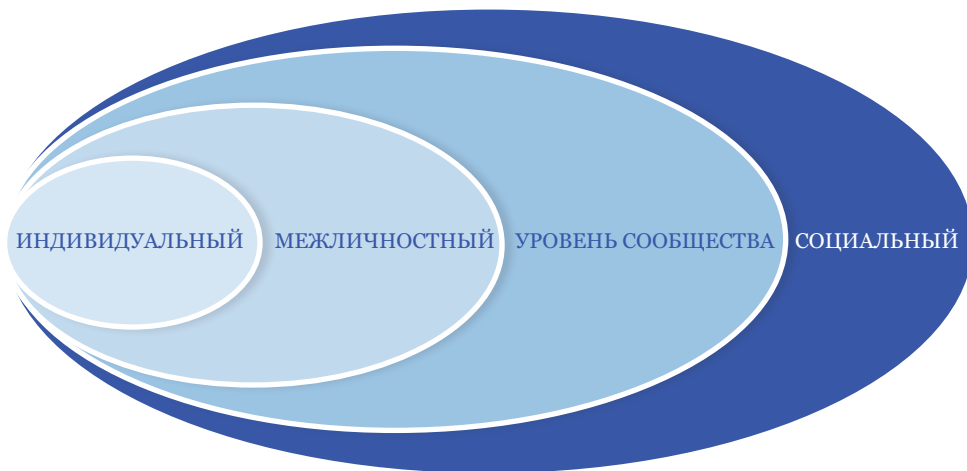 ИНДИВИДУАЛЬНЫЙ
МЕЖЛИЧНОСТНЫЙ
УРОВЕНЬ СООБЩЕСТВА
СОЦИАЛЬНЫЙ